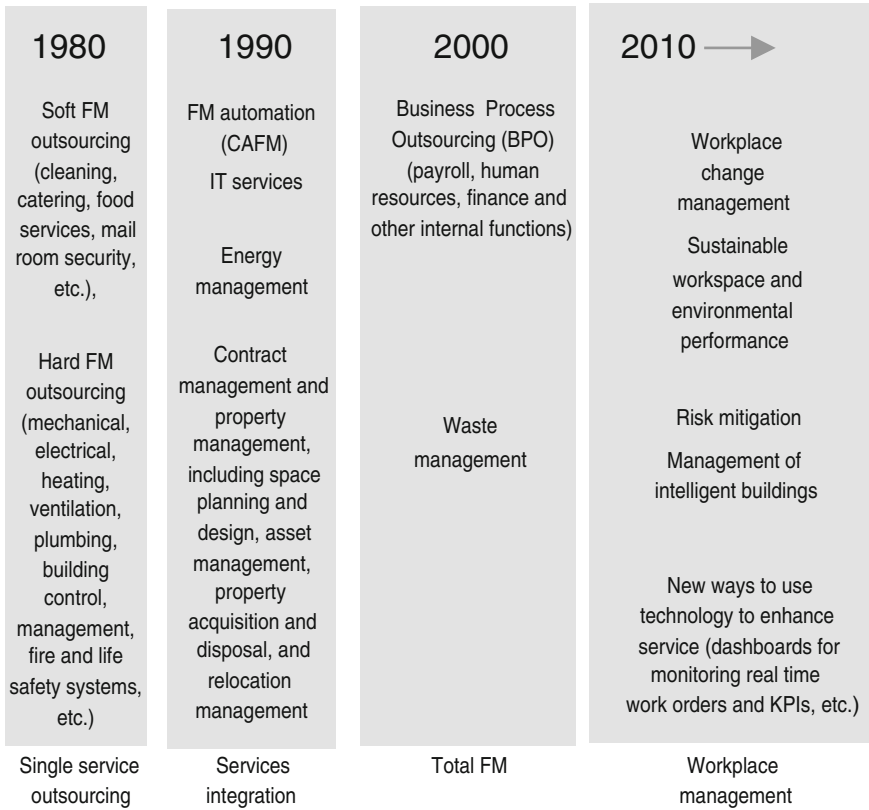 1980
Soft FM
outsourcing
(cleaning,
catering, food
services, mail
room security,
etc.),
Hard FM
outsourcing
(mechanical,
electrical,
heating,
ventilation,
plumbing,
building
control,
management,
fire and life
safety systems,
etc.)
Single service
outsourcing
1990
FM automation
(CAFM)
IT services
Energy
management
Contract
management and
property
management,
including space
planning and
design, asset
management,
property
acquisition and
disposal, and
relocation
management
Services
integration
2000
Business Process
Outsourcing (BPO)
(payroll, human
resources, finance and
other internal functions)
Waste
management
Total FM
2010
Workplace
change
management
Sustainable
workspace and
environmental
performance
Risk mitigation
Management of
intelligent buildings
New ways to use
technology to enhance
service (dashboards for
monitoring real time
work orders and KPIs, etc.)
Workplace
management